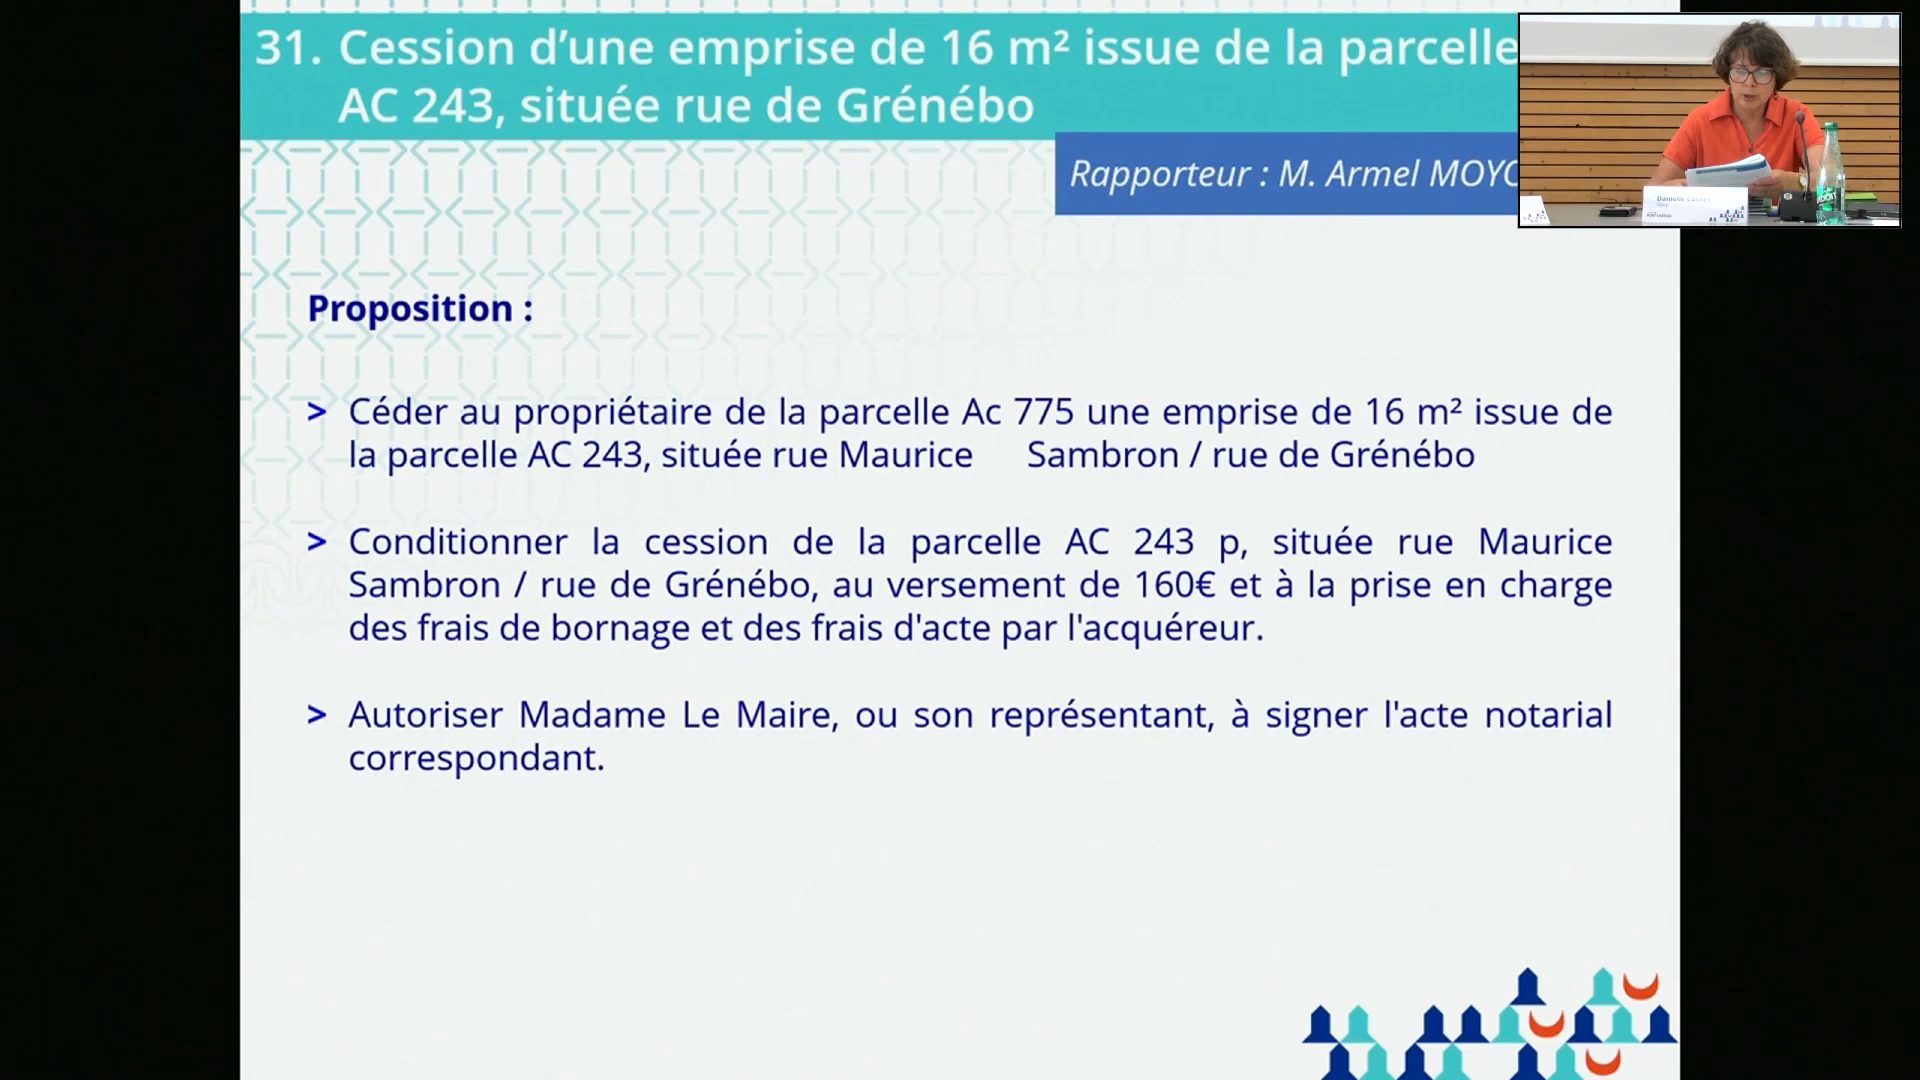 31. Cession d’une emprise de 16 m² issue de la parcelle
AC 243, située rue de Grénébo
Rapporteur : M. Armel
Proposition :
> Céder au propriétaire de la parcelle Ac 775 une emprise de 16 m² issue de
la parcelle AC 243, située rue Maurice Sambron / rue de Grénébo
> Conditionner la cession de la parcelle AC 243 p, située rue Maurice
Sambron / rue de Grénébo, au versement de 160€ et à la prise en charge
des frais de bornage et des frais d'acte par l'acquéreur.
> Autoriser Madame Le Maire, ou son représentant, à signer l'acte notarial
correspondant.
Danielle